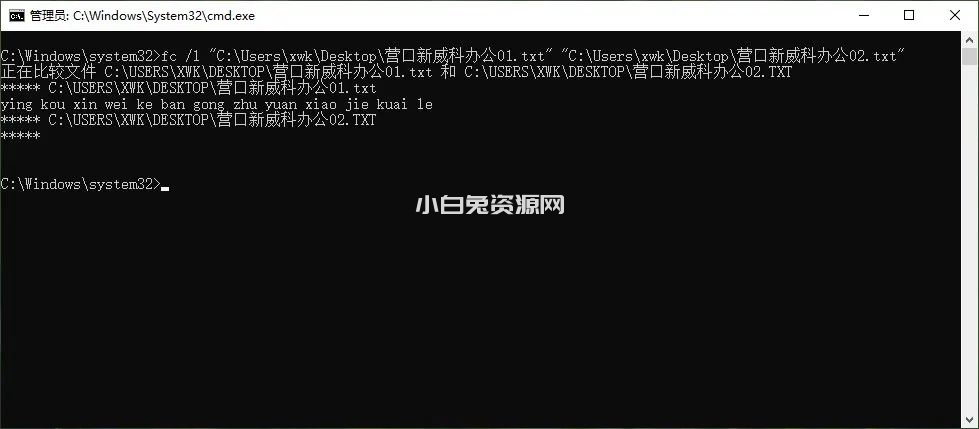 管理员: C:\Windows\System32\cmd.exe
C:\Windows\system32>fc /l "C:\Users\xwk\Desktop\营口新威科办公01.txt" "C:\Users\xwk\Desktop\营口新威科办公02.txt"
正在比较文件 C:\USERS\XWK\DESKTOP\营口新威科办公01.txt 和 C:\USERS\XWK\DESKTOP\营口新威科办公02.TXT
***** C:\USERS\XWK\DESKTOP\营口新威科办公01.txt
ying kou xin wei ke ban gong zhu yuan xiao jie kuai le
***** C:\USERS\XWK\DESKTOP\营口新威科办公02.TXT
*****
C:\Windows\system32>
小白兔资源网